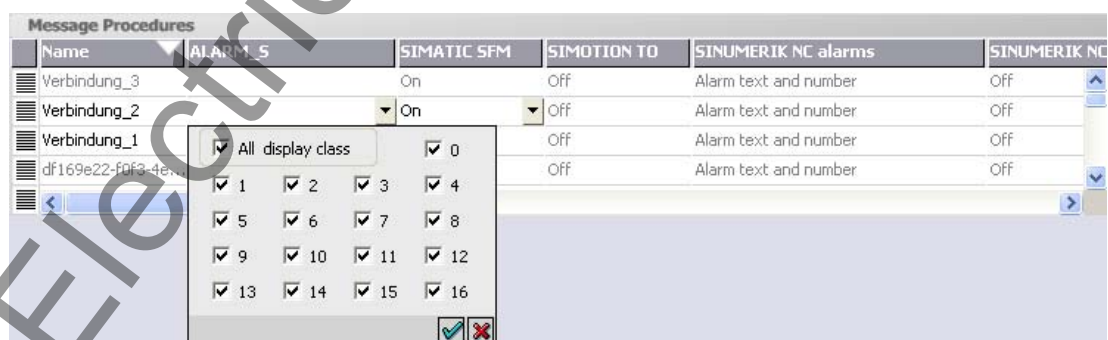 Message Procedures
Name ALARM_S SIMATIC SFM SIMOTION TO SINUMERIK NC alarms SINUMERIK NC
Verbindung_3 On Off Alarm text and number Off
Verbindung_2 On Off Alarm text and number Off
Verbindung_1 Off Alarm text and number Off
df169e22-f0f3-4e... Off Alarm text and number Off
All display class 0
1 2 3 4
5 6 7 8
9 10 11 12
13 14 15 16
Electric